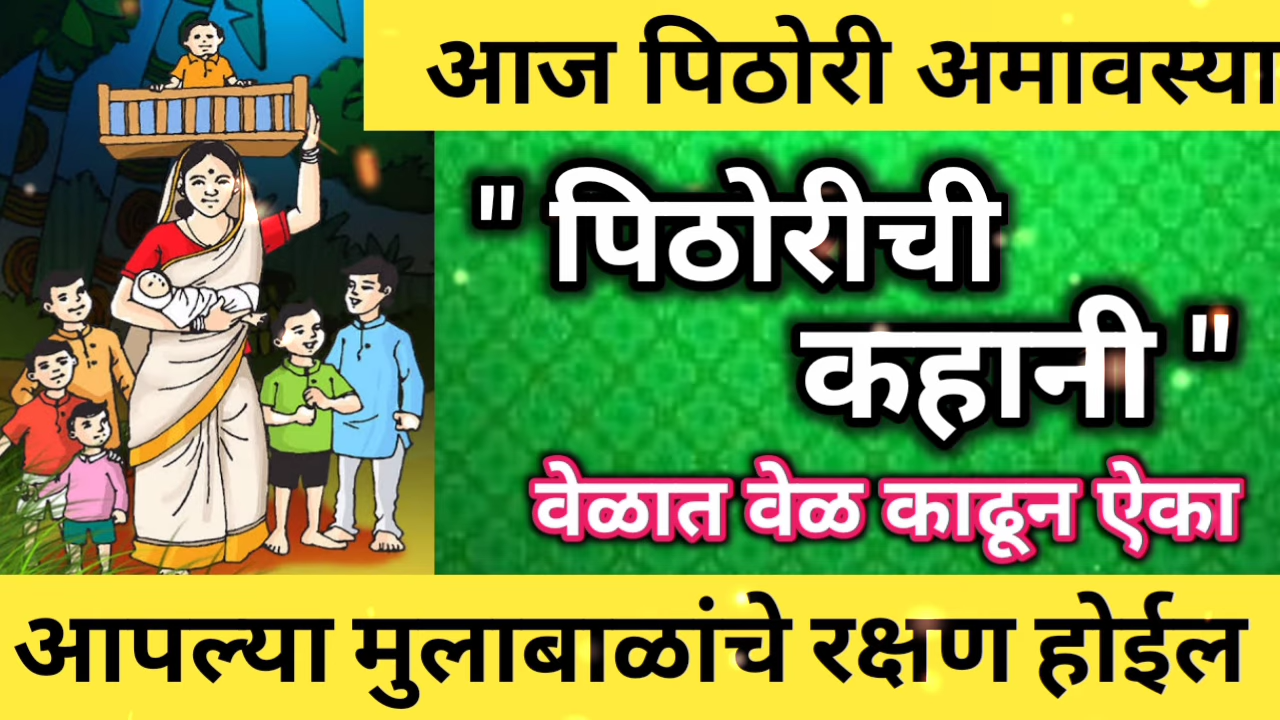 आज पिठोरी अमावस्या
" पिठोरीची
कहानी "
वेळात वेळ काढून ऐका
आपल्या मुलाबाळांचे रक्षण होईल